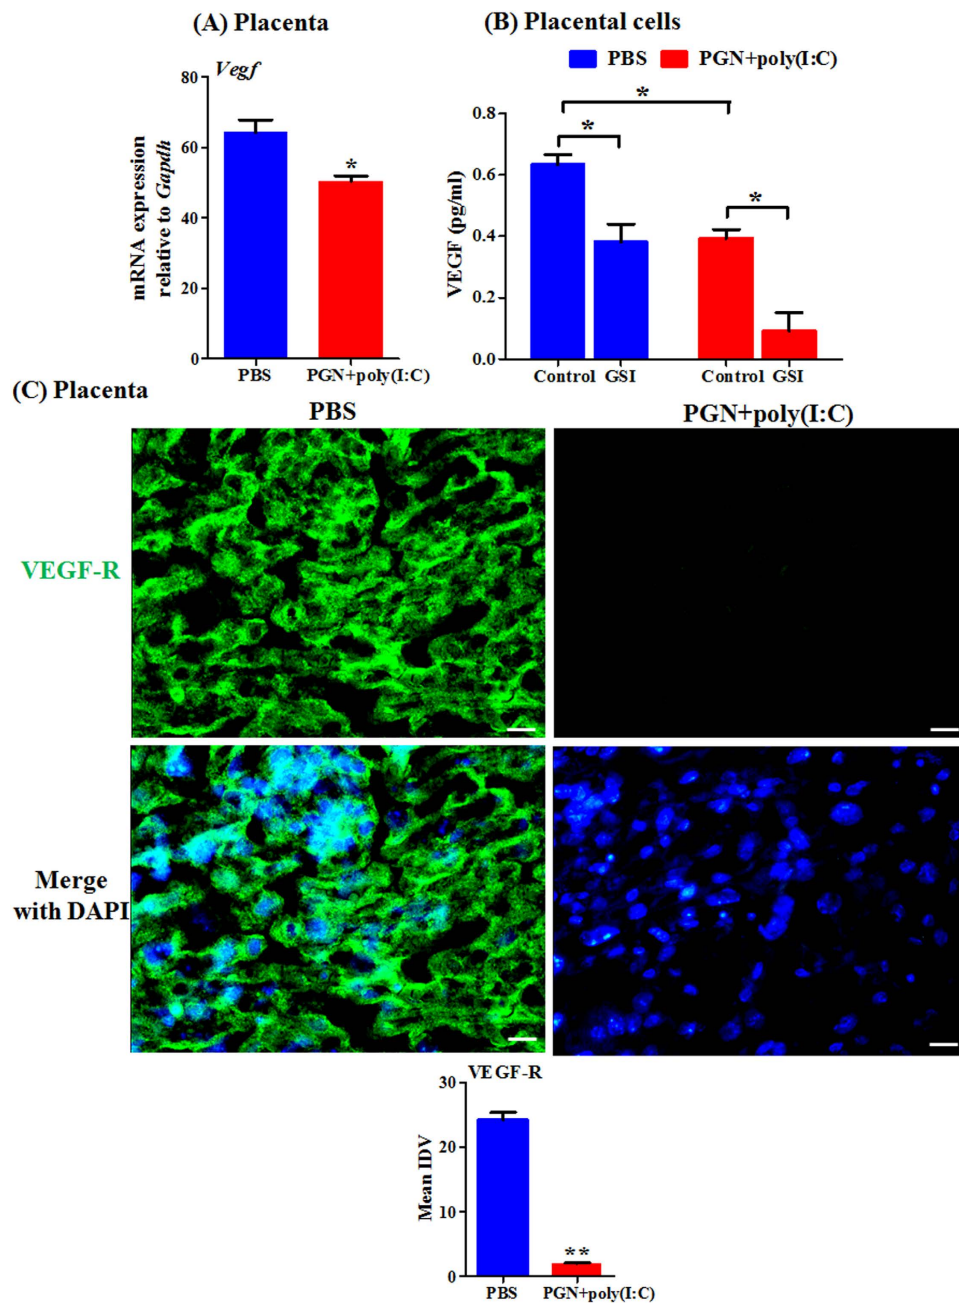 (A) Placenta
Vegf
mRNA expression
relative to Gapdh
80
60
40
20
0
*
PBS
PGN+poly(I:C)
(B) Placental cells
PBS
PGN+poly(I:C)
VEGF (pg/ml)
0.8
0.6
0.4
0.2
0.0
*
*
*
Control GSI
Control GSI
(C) Placenta
PBS
PGN+poly(I:C)
VEGF-R
Merge
with DAPI
VEGF-R
Mean IDV
30
20
10
0
**
PBS
PGN+poly(I:C)